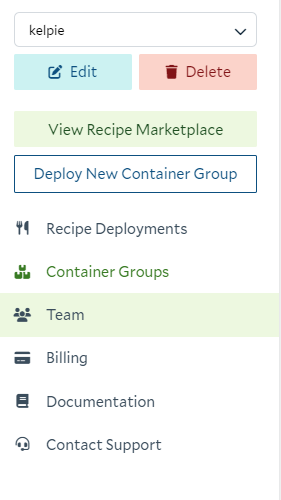 kelpie
Edit
Delete
View Recipe Marketplace
Deploy New Container Group
Recipe Deployments
Container Groups
Team
Billing
Documentation
Contact Support